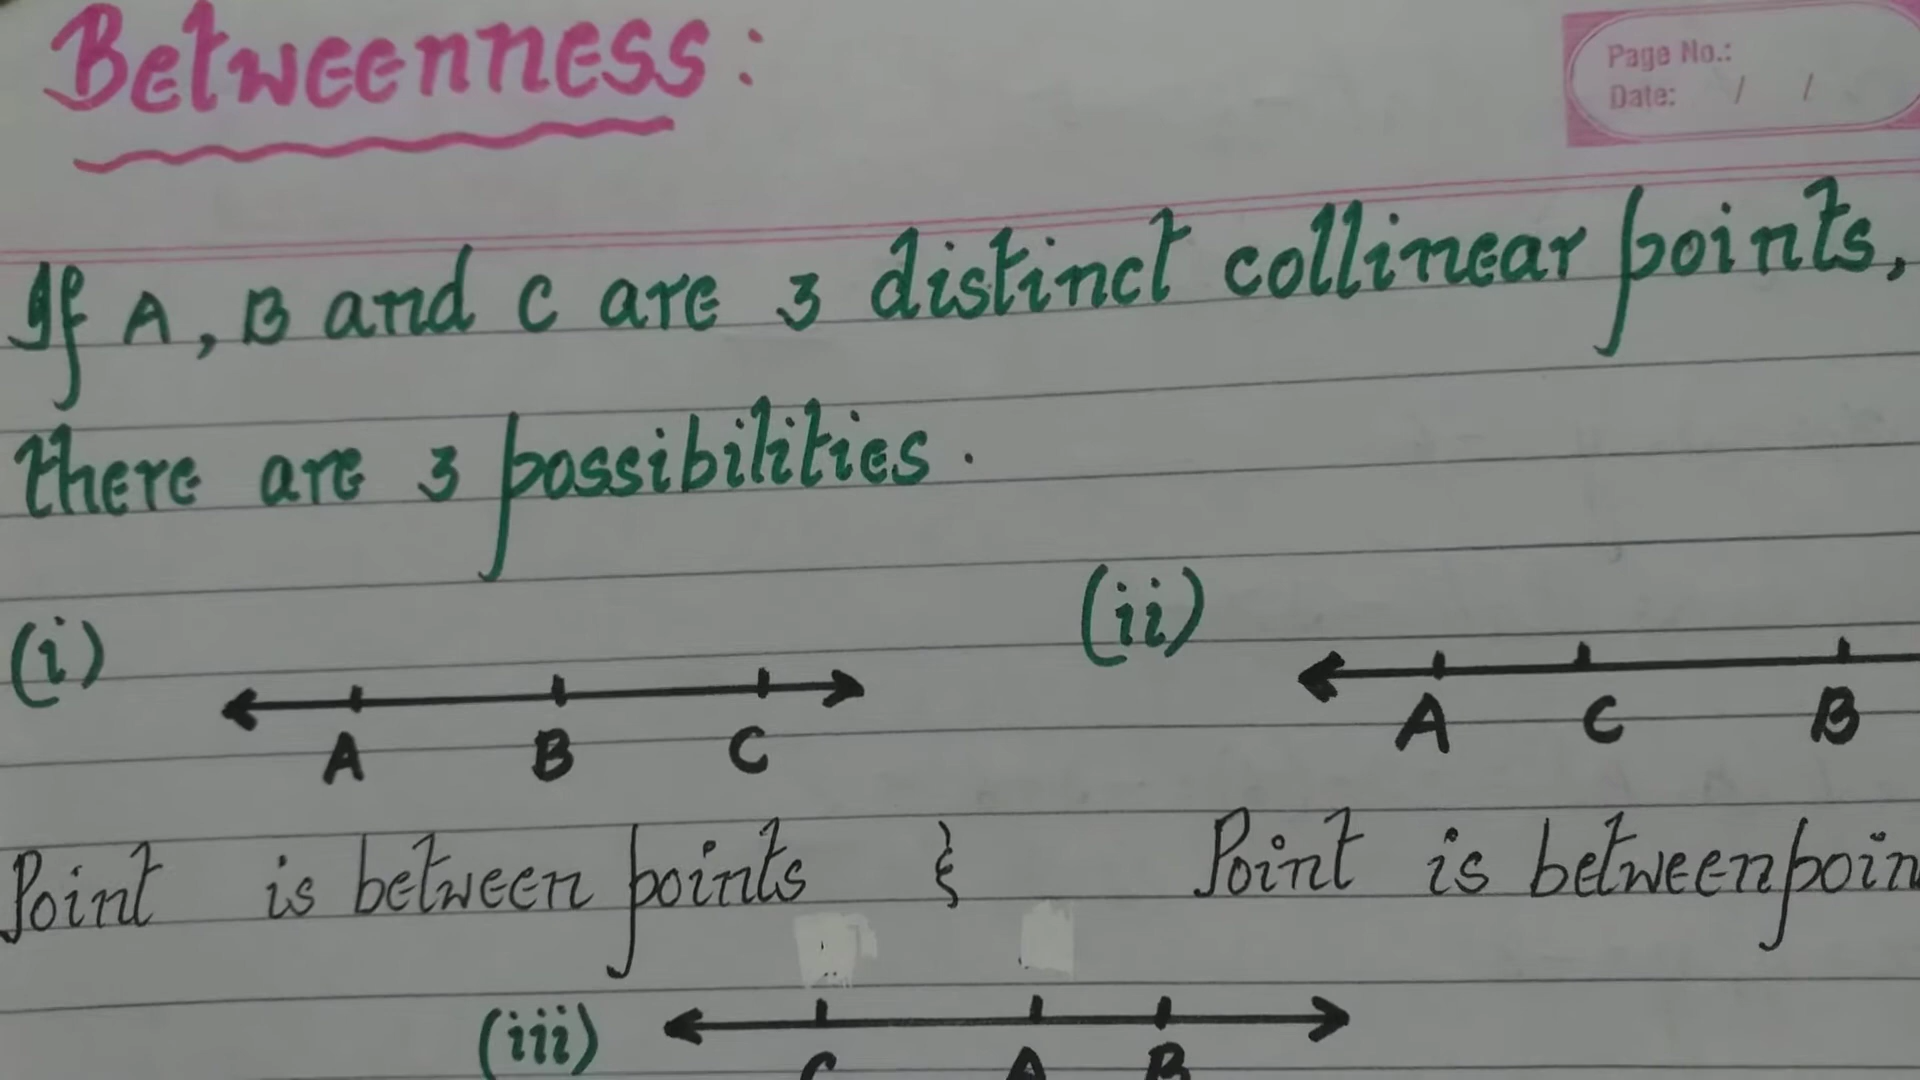 Betweenness:
Page No.:
Date: / /
If A, B and C are 3 distinct collinear points,
there are 3 possibilities.
(i)
(ii)
A B C
A C B
Point is between points &
Point is between poin
(iii)
C A B